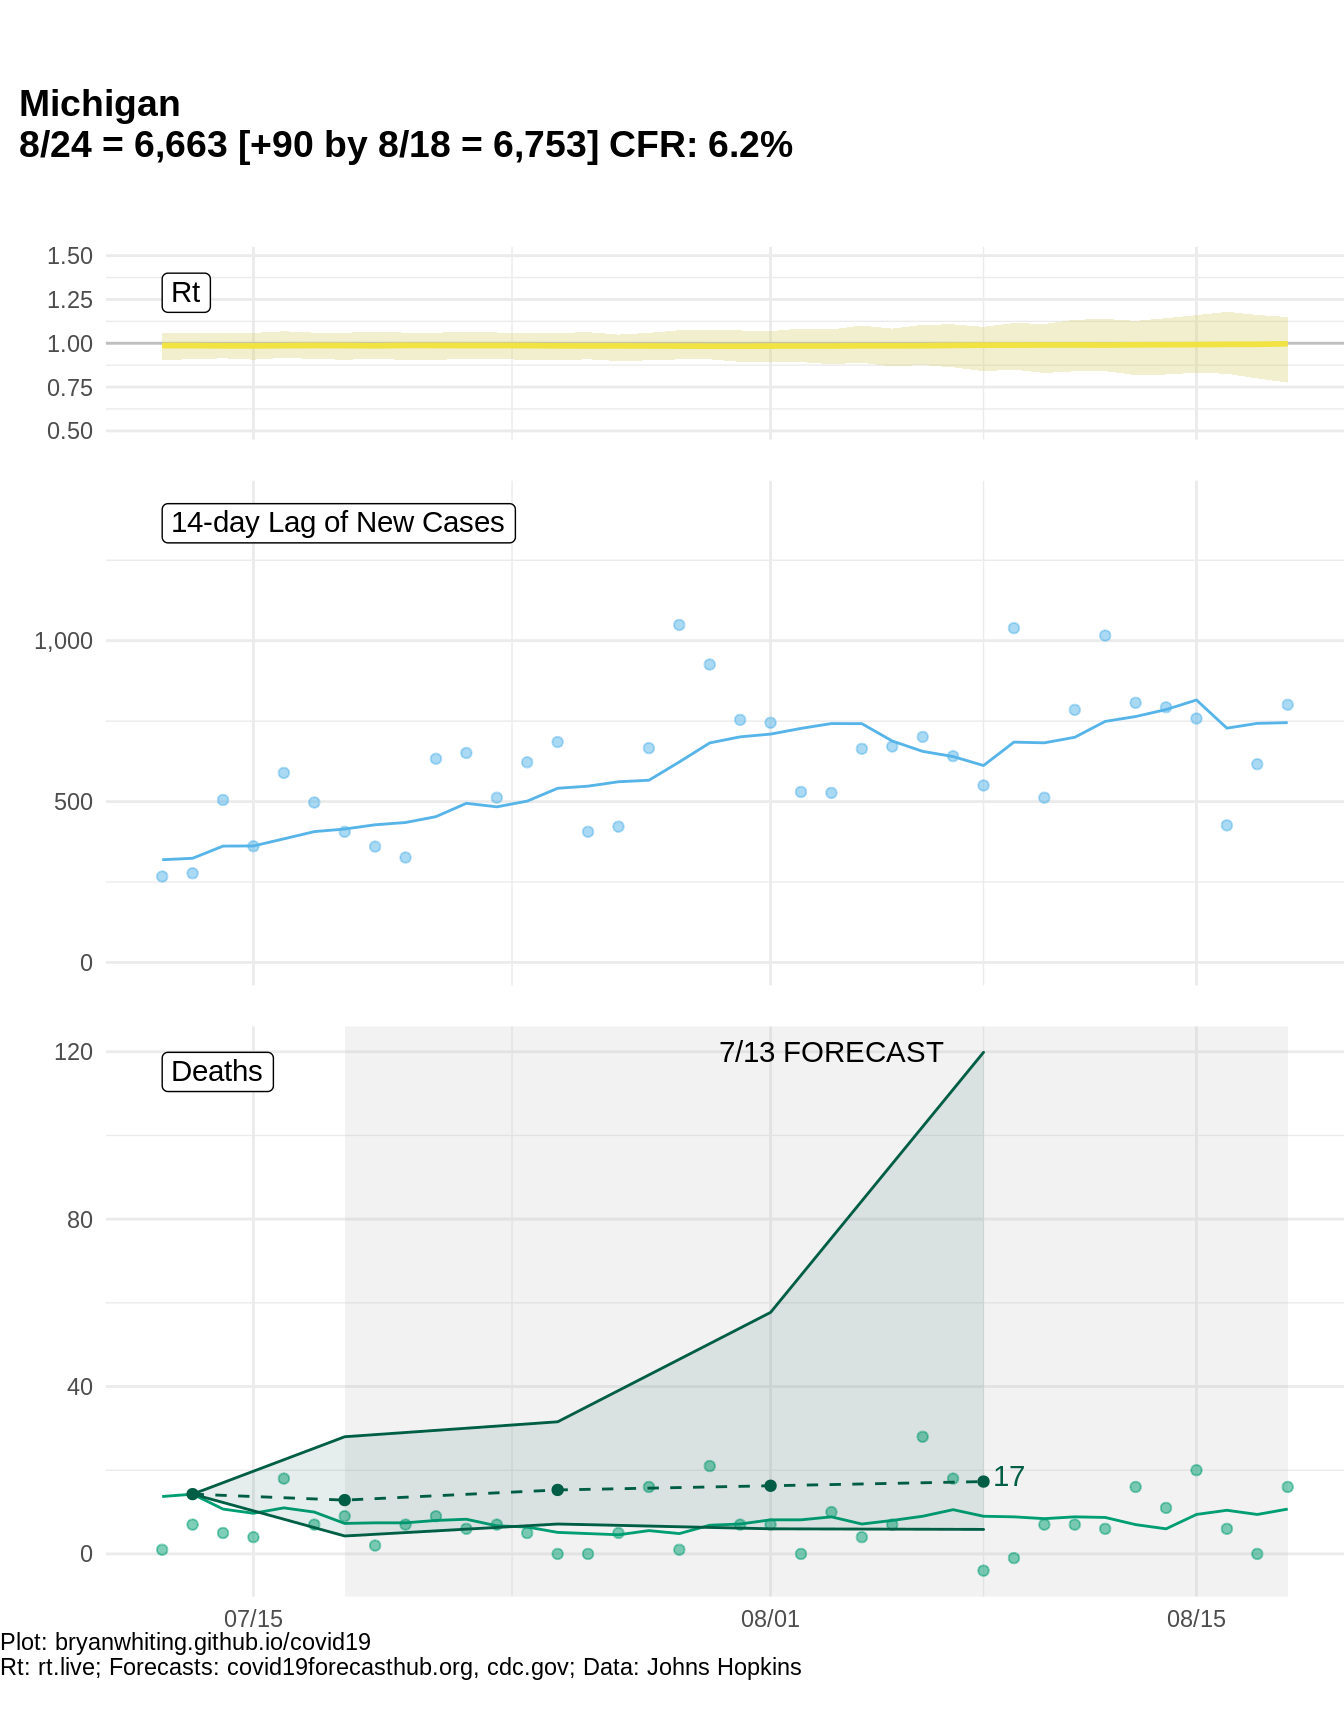 Michigan
8/24 = 6,663 [+90 by 8/18 = 6,753] CFR: 6.2%
1.50
1.25
1.00
0.75
0.50
Rt
14-day Lag of New Cases
1,000
500
0
120
80
40
0
Deaths
7/13 FORECAST
17
07/15
08/01
08/15
Plot: bryanwhiting.github.io/covid19
Rt: rt.live; Forecasts: covid19forecasthub.org, cdc.gov; Data: Johns Hopkins